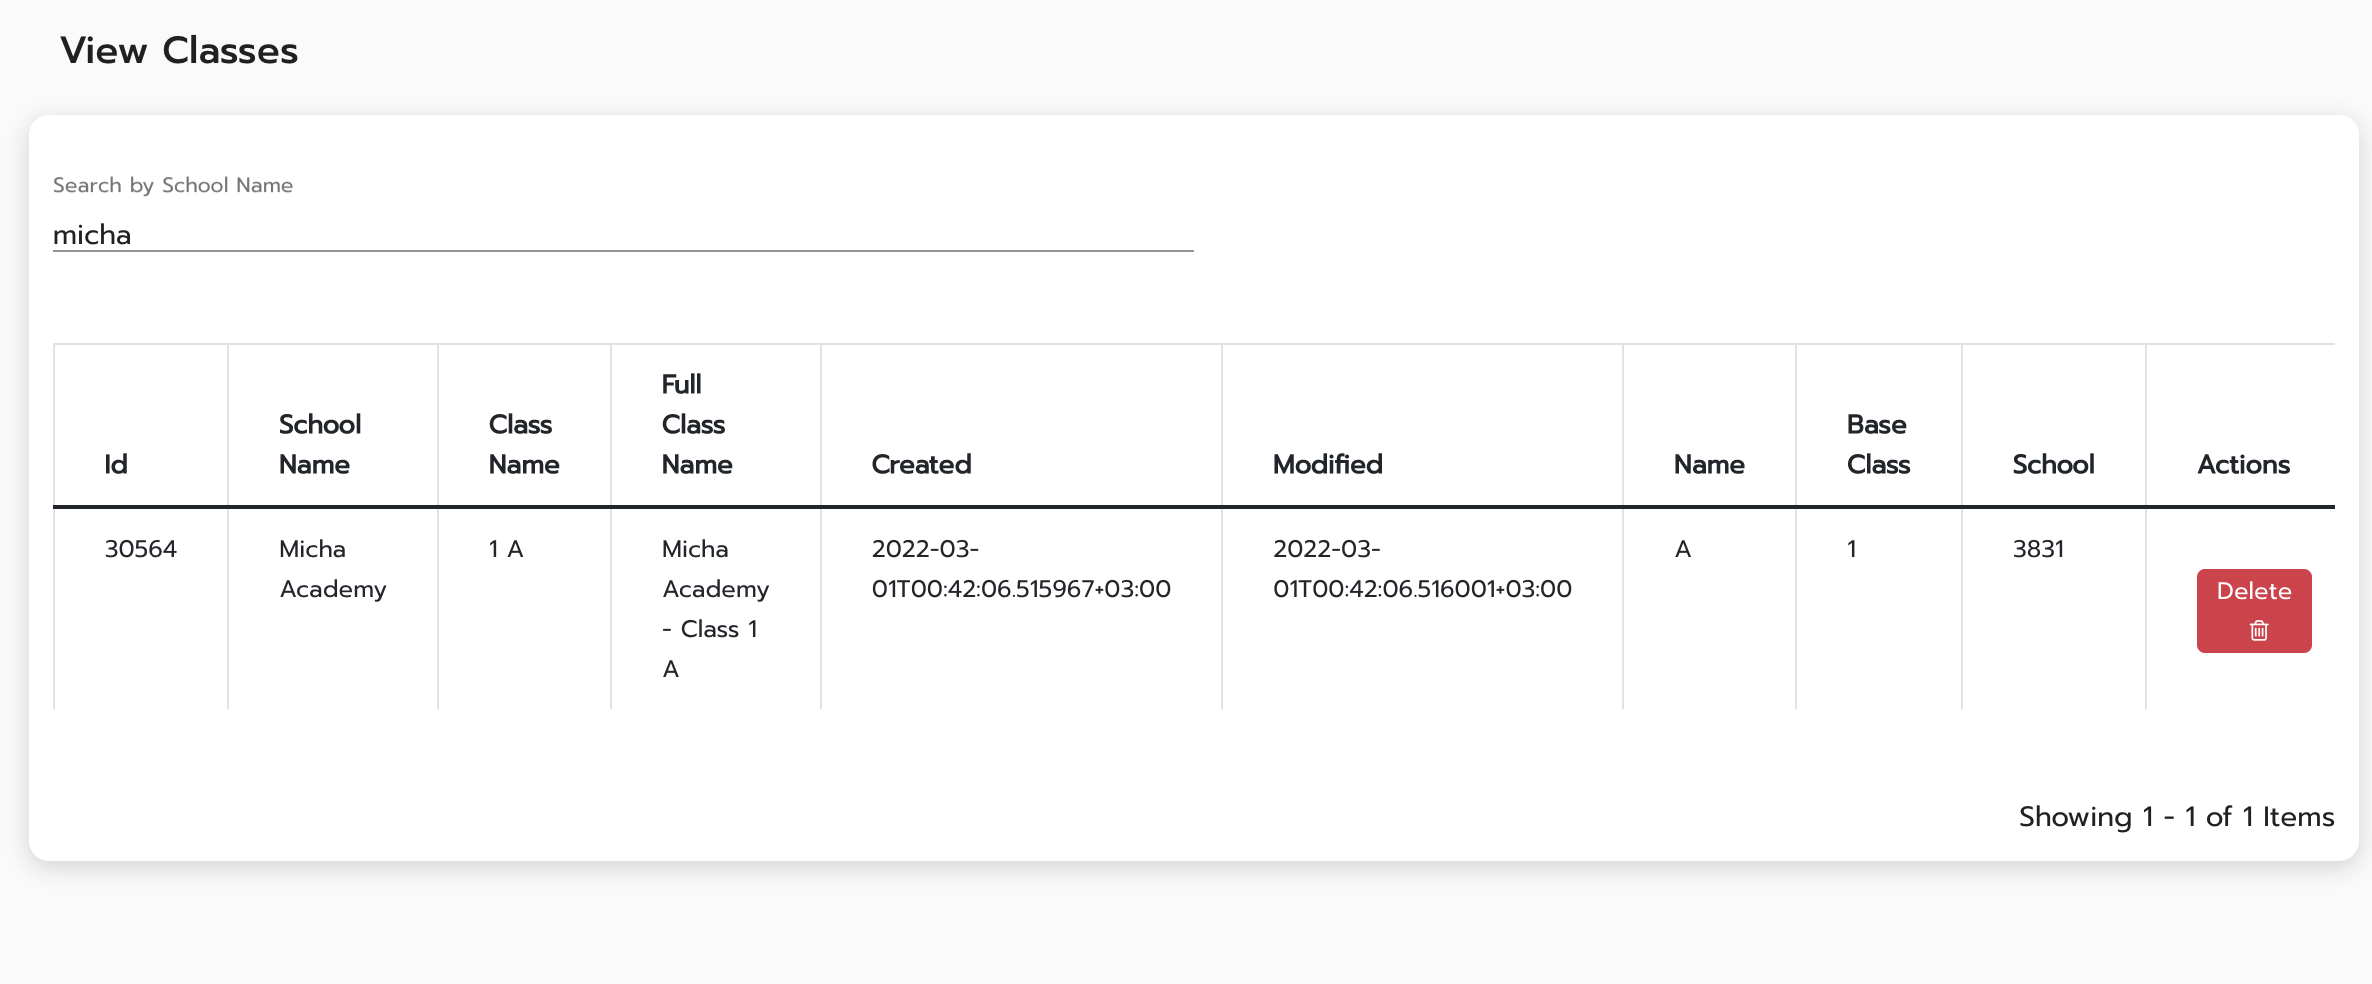 View Classes
Search by School Name
micha
Id
School
Name
Class
Name
Full
Class
Name
Created
Modified
Name
Base
Class
School
Actions
30564
Micha
Academy
1 A
Micha
Academy
- Class 1
A
2022-03-
01T00:42:06.515967+03:00
2022-03-
01T00:42:06.516001+03:00
A
1
3831
Delete
Showing 1 - 1 of 1 Items